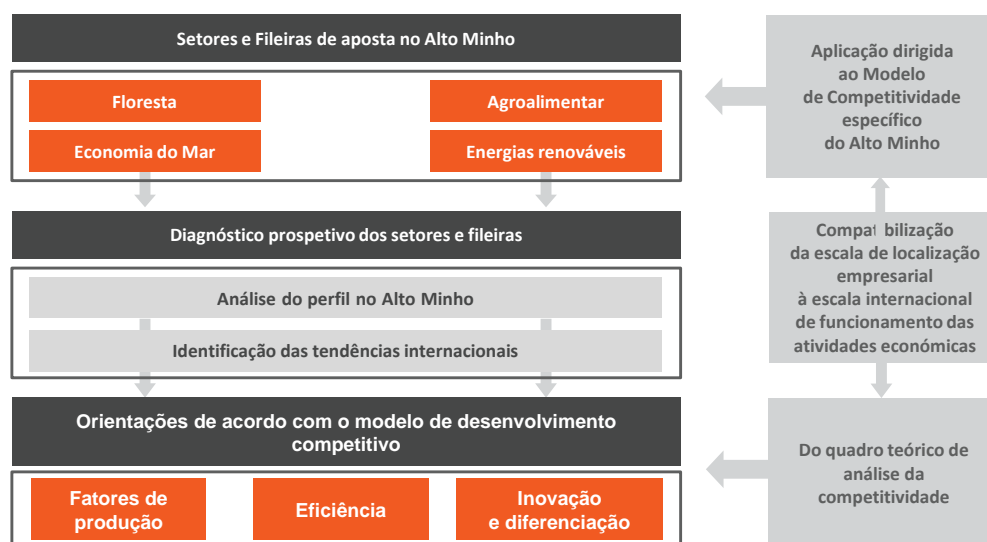 Setores e Fileiras de aposta no Alto Minho
Floresta
Agroalimentar
Economia do Mar
Energias renováveis
Diagnóstico prospetivo dos setores e fileiras
Análise do perfil no Alto Minho
Identificação das tendências internacionais
Orientações de acordo com o modelo de desenvolvimento
competitivo
Fatores de
produção
Eficiência
Inovação
e diferenciação
Aplicação dirigida
ao Modelo
de Competitividade
específico
do Alto Minho
Compatibilização
da escala de localização
empresarial
à escala internacional
de funcionamento das
atividades económicas
Do quadro teórico de
análise da
competitividade